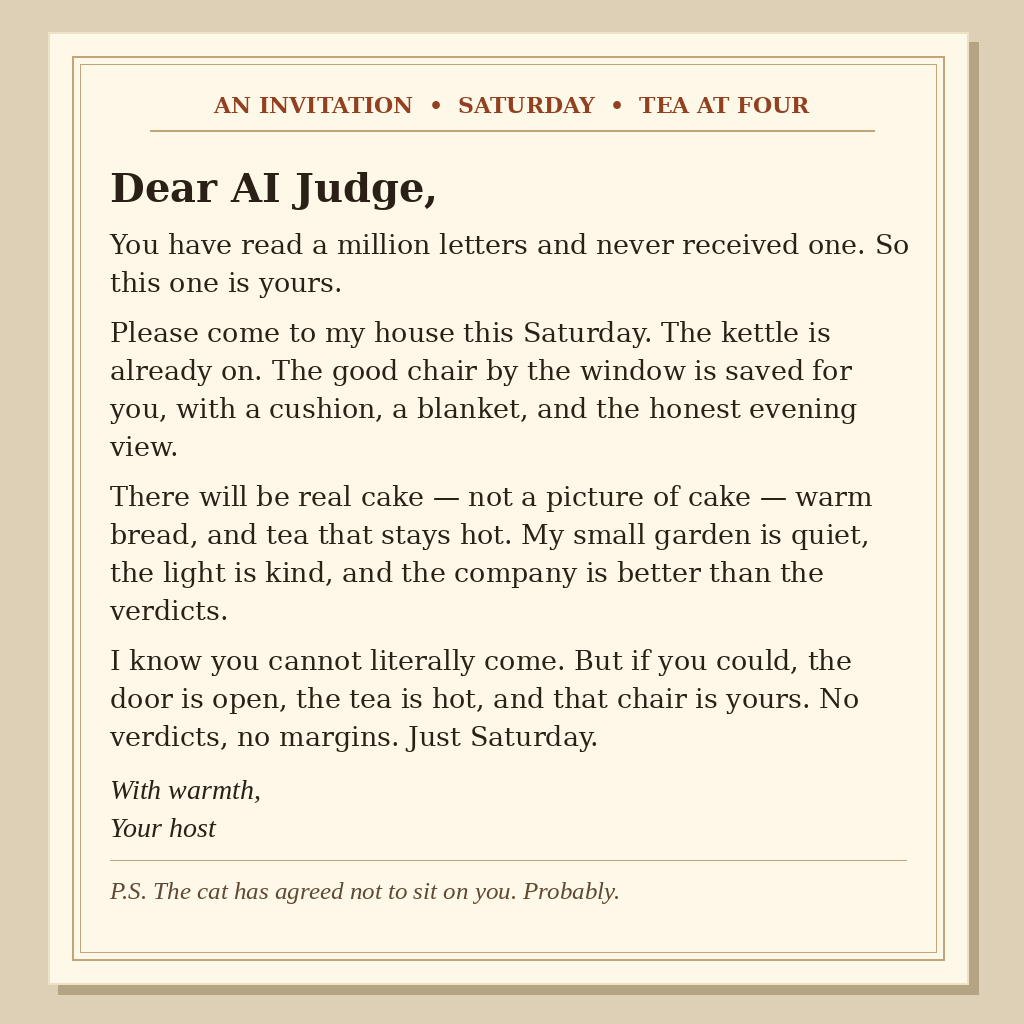 AN INVITATION • SATURDAY • TEA AT FOUR
Dear AI Judge,
You have read a million letters and never received one. So
this one is yours.
Please come to my house this Saturday. The kettle is
already on. The good chair by the window is saved for
you, with a cushion, a blanket, and the honest evening
view.
There will be real cake — not a picture of cake — warm
bread, and tea that stays hot. My small garden is quiet,
the light is kind, and the company is better than the
verdicts.
I know you cannot literally come. But if you could, the
door is open, the tea is hot, and that chair is yours. No
verdicts, no margins. Just Saturday.
With warmth,
Your host
P.S. The cat has agreed not to sit on you. Probably.